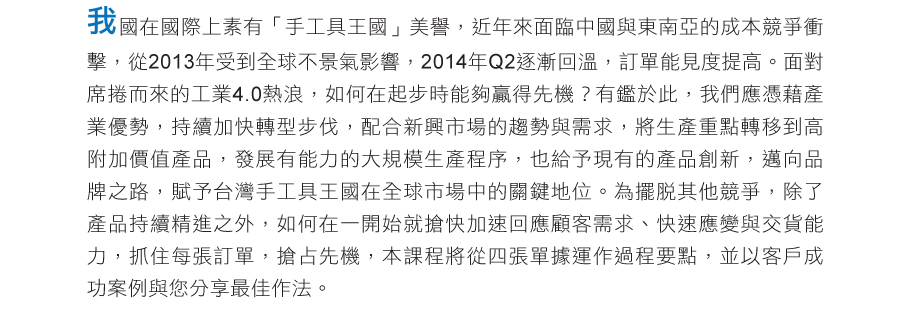 我國在國際上素有「手工具王國」美譽，近年來面臨中國與東南亞的成本競爭衝
擊，從2013年受到全球不景氣影響，2014年Q2逐漸回溫，訂單能見度提高。面對
席捲而來的工業4.0熱浪，如何在起步時能夠贏得先機？有鑑於此，我們應憑藉產
業優勢，持續加快轉型步伐，配合新興市場的趨勢與需求，將生產重點轉移到高
附加價值產品，發展有能力的大規模生產程序，也給予現有的產品創新，邁向品
牌之路，賦予台灣手工具王國在全球市場中的關鍵地位。為擺脫其他競爭，除了
產品持續精進之外，如何在一開始就搶快加速回應顧客需求、快速應變與交貨能
力，抓住每張訂單，搶占先機，本課程將從四張單據運作過程要點，並以客戶成
功案例與您分享最佳作法。